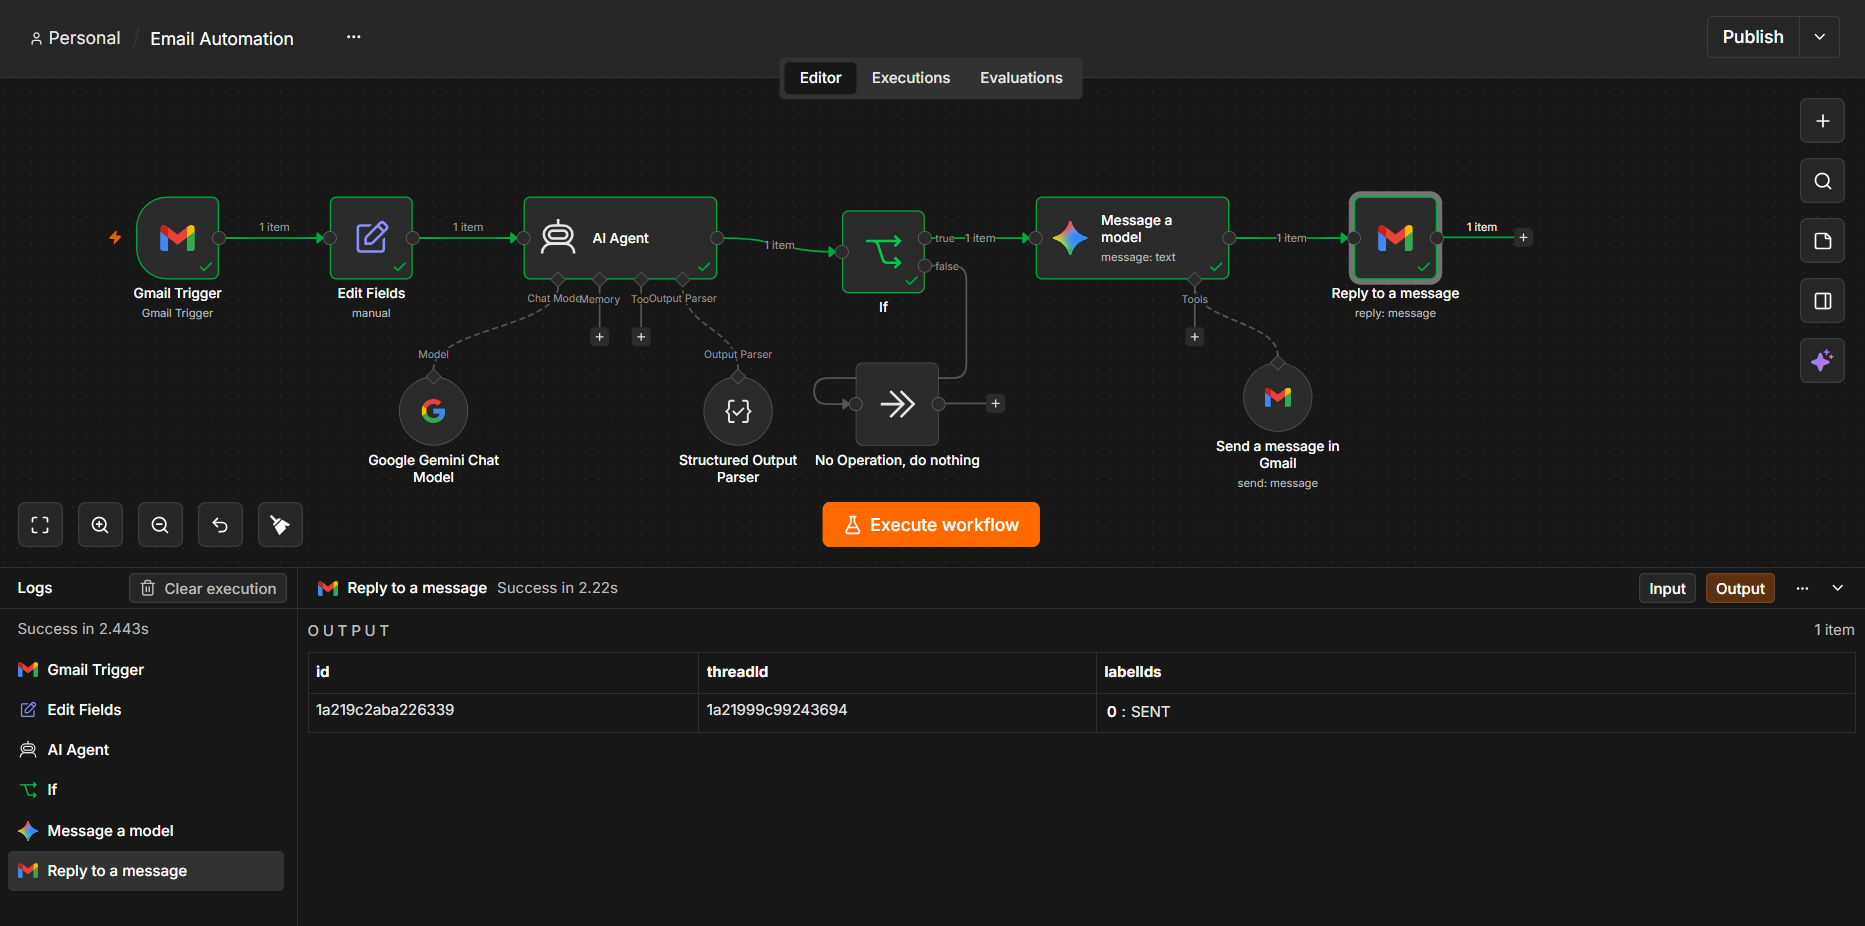 Personal / Email Automation ...
Publish
Editor Executions Evaluations
1 item
1 item
AI Agent
1 item
true
1 item
false
Message a
model
message: text
1 item
1 item
Gmail Trigger
Gmail Trigger
Edit Fields
manual
Chat Mode
Memory
Too
Output Parser
If
Tools
Reply to a message
reply: message
Model
Output Parser
Google Gemini Chat
Model
Structured Output
Parser
No Operation, do nothing
Send a message in
Gmail
send: message
Execute workflow
Logs
Clear execution
Reply to a message Success in 2.22s
Input
Output
Success in 2.443s
OUTPUT
1 item
Gmail Trigger
Edit Fields
AI Agent
If
Message a model
Reply to a message
id threadId labelIds
1a219c2aba226339 1a21999c99243694 0 : SENT